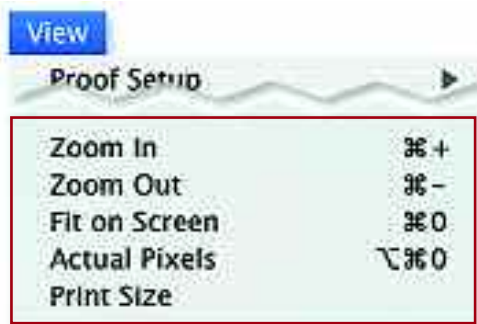 View
Proof Setup ▶
Zoom In ⌘ +
Zoom Out ⌘ –
Fit on Screen ⌘ 0
Actual Pixels ⌥⌘ 0
Print Size